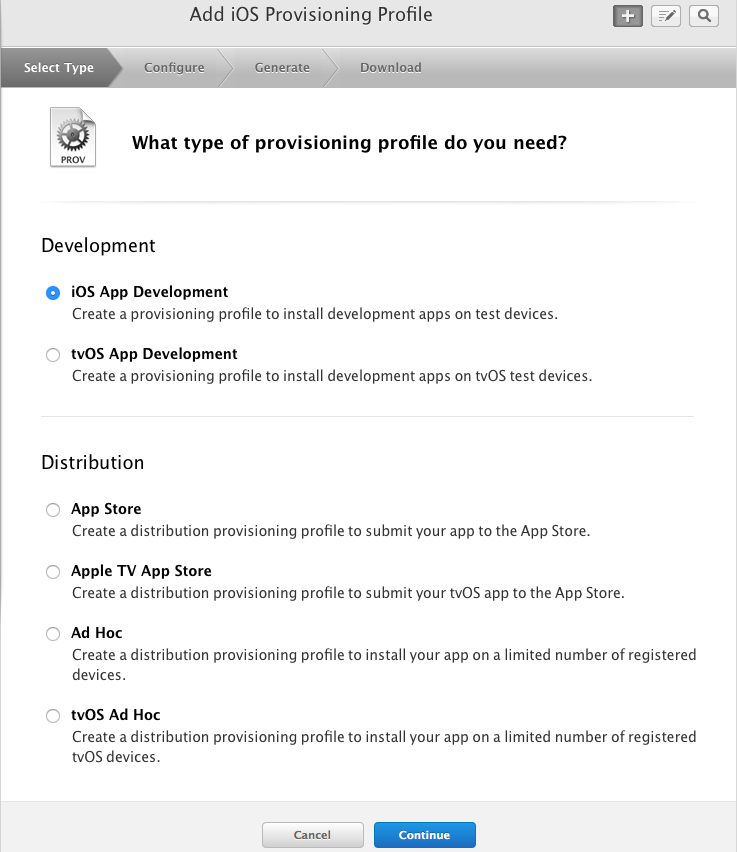 Add iOS Provisioning Profile
Select Type
Configure
Generate
Download
PROV
What type of provisioning profile do you need?
Development
iOS App Development
Create a provisioning profile to install development apps on test devices.
tvOS App Development
Create a provisioning profile to install development apps on tvOS test devices.
Distribution
App Store
Create a distribution provisioning profile to submit your app to the App Store.
Apple TV App Store
Create a distribution provisioning profile to submit your tvOS app to the App Store.
Ad Hoc
Create a distribution provisioning profile to install your app on a limited number of registered
devices.
tvOS Ad Hoc
Create a distribution provisioning profile to install your app on a limited number of registered
tvOS devices.
Cancel
Continue